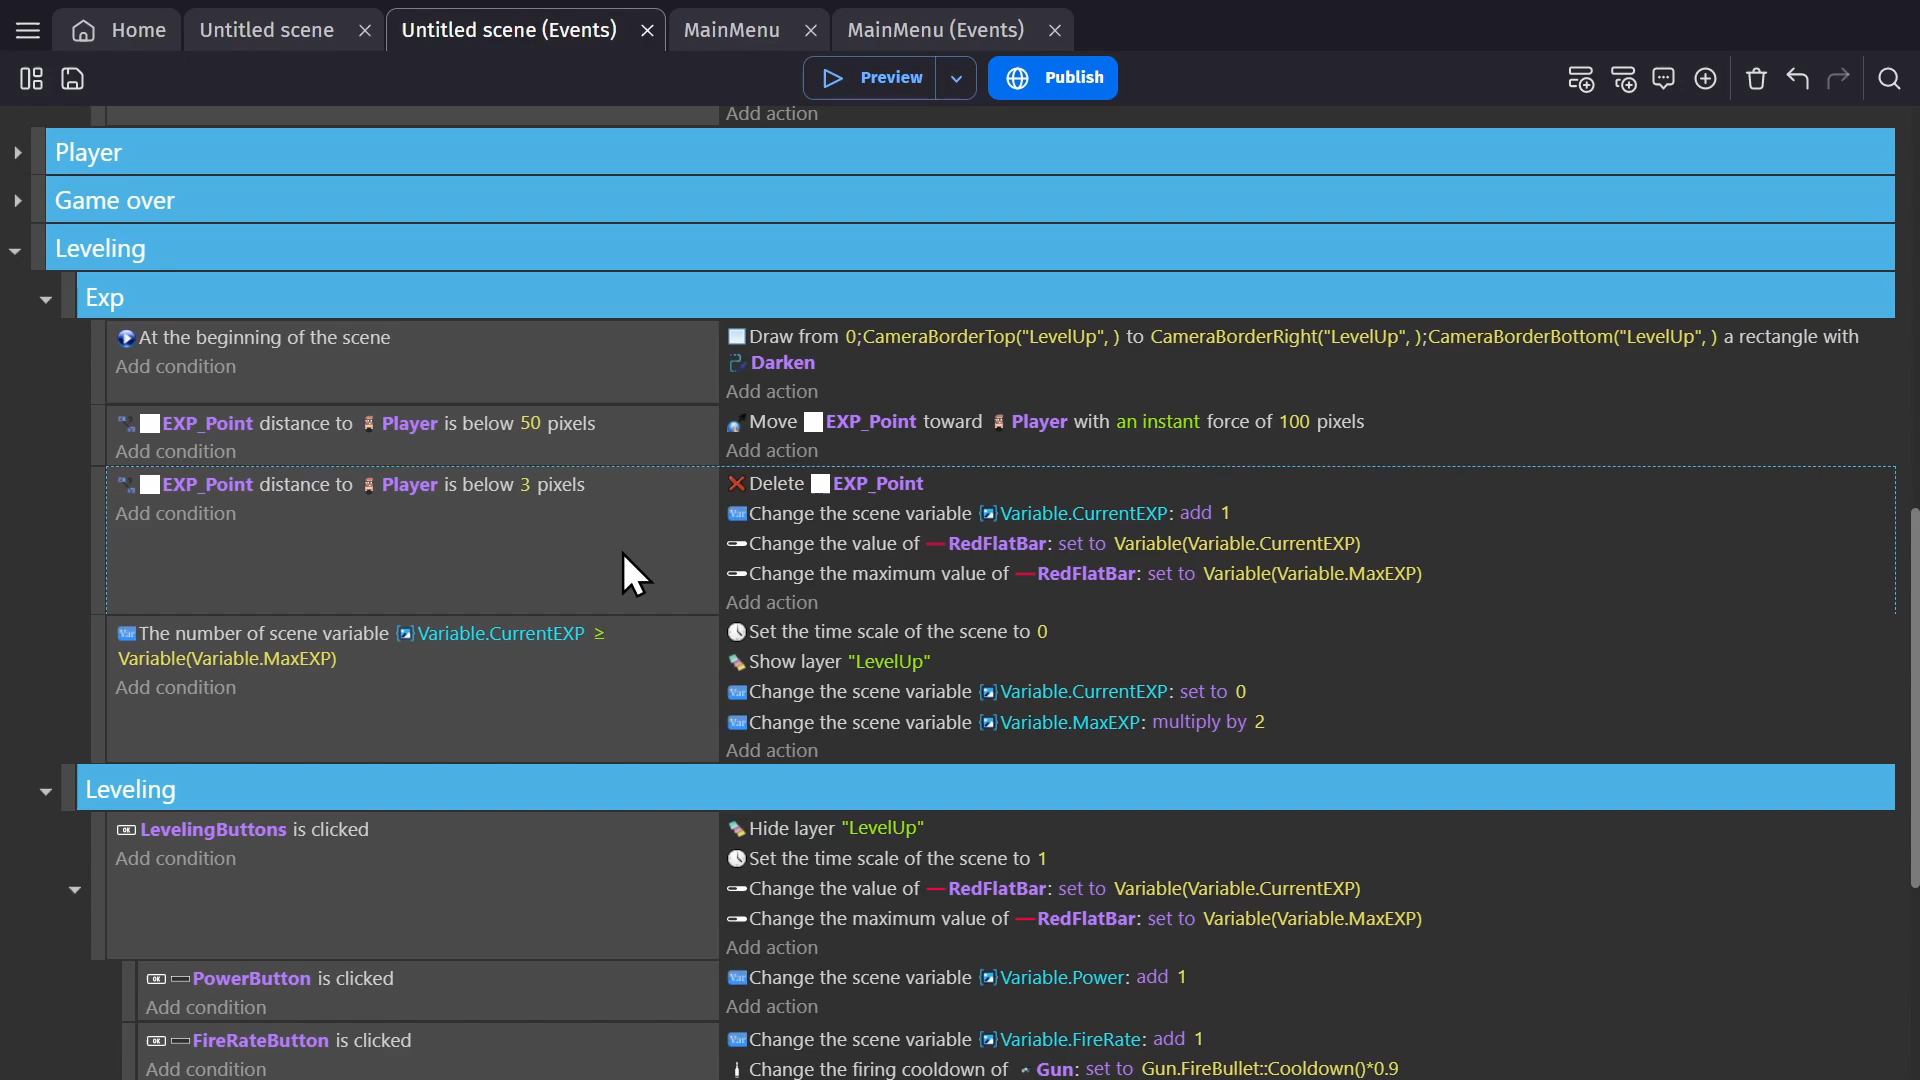 Home
Untitled scene
Untitled scene (Events)
MainMenu
MainMenu (Events)
Preview
Publish
Add action
Player
Game over
Leveling
Exp
At the beginning of the scene
Add condition
Draw from 0;CameraBorderTop("LevelUp", ) to CameraBorderRight("LevelUp", );CameraBorderBottom("LevelUp", ) a rectangle with
Darken
Add action
EXP_Point distance to Player is below 50 pixels
Add condition
Move EXP_Point toward Player with an instant force of 100 pixels
Add action
EXP_Point distance to Player is below 3 pixels
Add condition
Delete EXP_Point
Change the scene variable Variable.CurrentEXP: add 1
Change the value of RedFlatBar: set to Variable(Variable.CurrentEXP)
Change the maximum value of RedFlatBar: set to Variable(Variable.MaxEXP)
Add action
The number of scene variable Variable.CurrentEXP ≥
Variable(Variable.MaxEXP)
Add condition
Set the time scale of the scene to 0
Show layer "LevelUp"
Change the scene variable Variable.CurrentEXP: set to 0
Change the scene variable Variable.MaxEXP: multiply by 2
Add action
Leveling
LevelingButtons is clicked
Add condition
Hide layer "LevelUp"
Set the time scale of the scene to 1
Change the value of RedFlatBar: set to Variable(Variable.CurrentEXP)
Change the maximum value of RedFlatBar: set to Variable(Variable.MaxEXP)
Add action
PowerButton is clicked
Add condition
Change the scene variable Variable.Power: add 1
Add action
FireRateButton is clicked
Add condition
Change the scene variable Variable.FireRate: add 1
Change the firing cooldown of Gun: set to Gun.FireBullet::Cooldown()*0.9